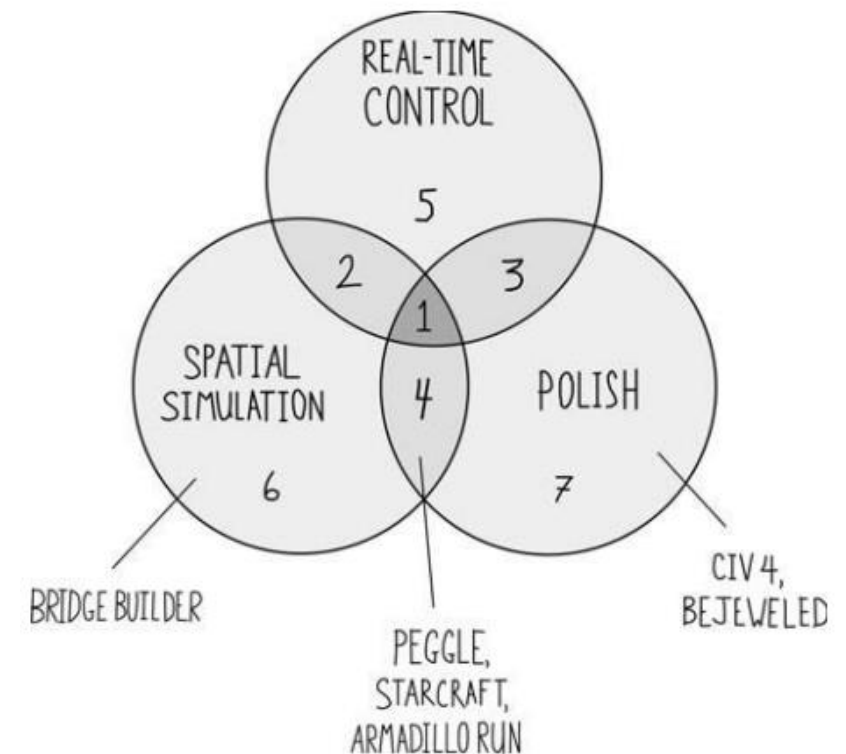 REAL-TIME
CONTROL
5
2
3
1
SPATIAL
SIMULATION
4
POLISH
6
7
BRIDGE BUILDER
CIV 4,
BEJEWELED
PEGGLE,
STARCRAFT,
ARMADILLO RUN